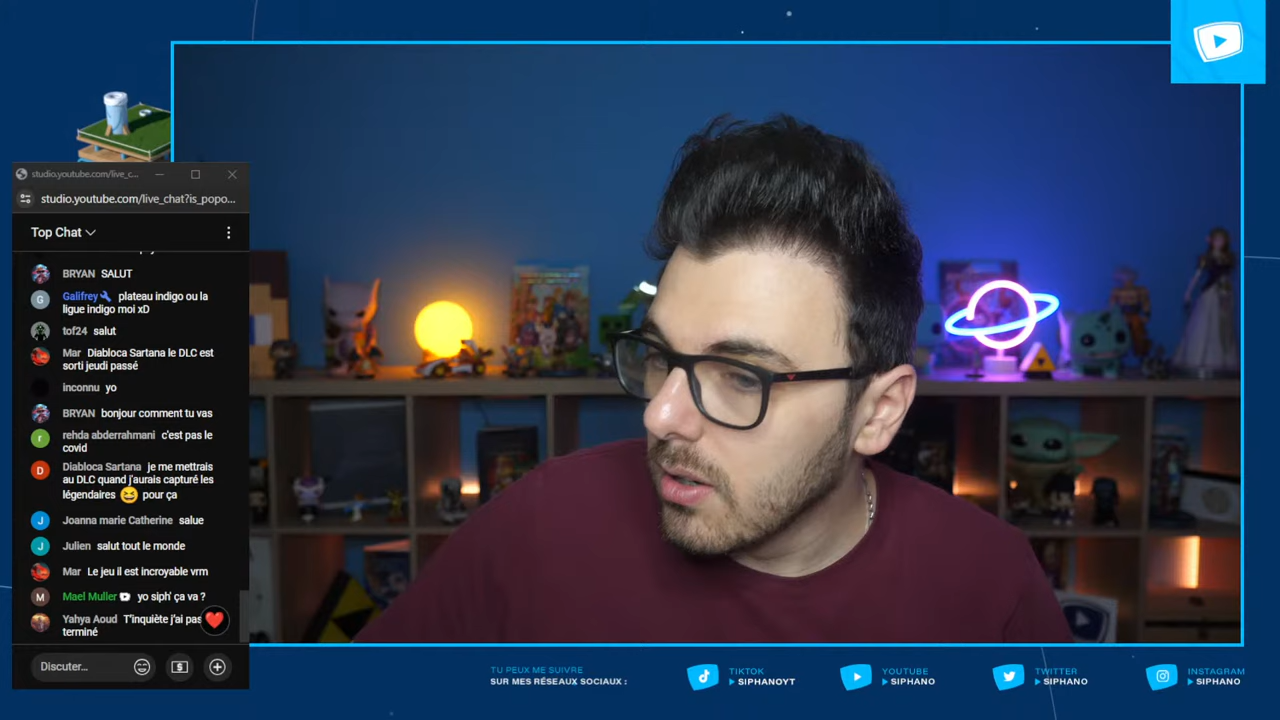 studio.youtube.com/live_c...
studio.youtube.com/live_chat?is_popo...
Top Chat
BRYAN SALUT
Galifrey plateau indigo ou la
ligue indigo moi xD
tof24 salut
Mar Diabloca Sartana le DLC est
sorti jeudi passé
inconnu yo
BRYAN bonjour comment tu vas
rehda abderrahmani c'est pas le
covid
Diabloca Sartana je me mettrais
au DLC quand j'aurais capturé les
légendaires 😆 pour ça
Joanna marie Catherine salue
Julien salut tout le monde
Mar Le jeu il est incroyable vrm
Mael Muller yo siph' ça va ?
Yahya Aoud T'inquiète j'ai pas
terminé
Discuter...
TU PEUX ME SUIVRE
SUR MES RÉSEAUX SOCIAUX :
TIKTOK
SIPHANOYT
YOUTUBE
SIPHANO
TWITTER
SIPHANO
INSTAGRAM
SIPHANO